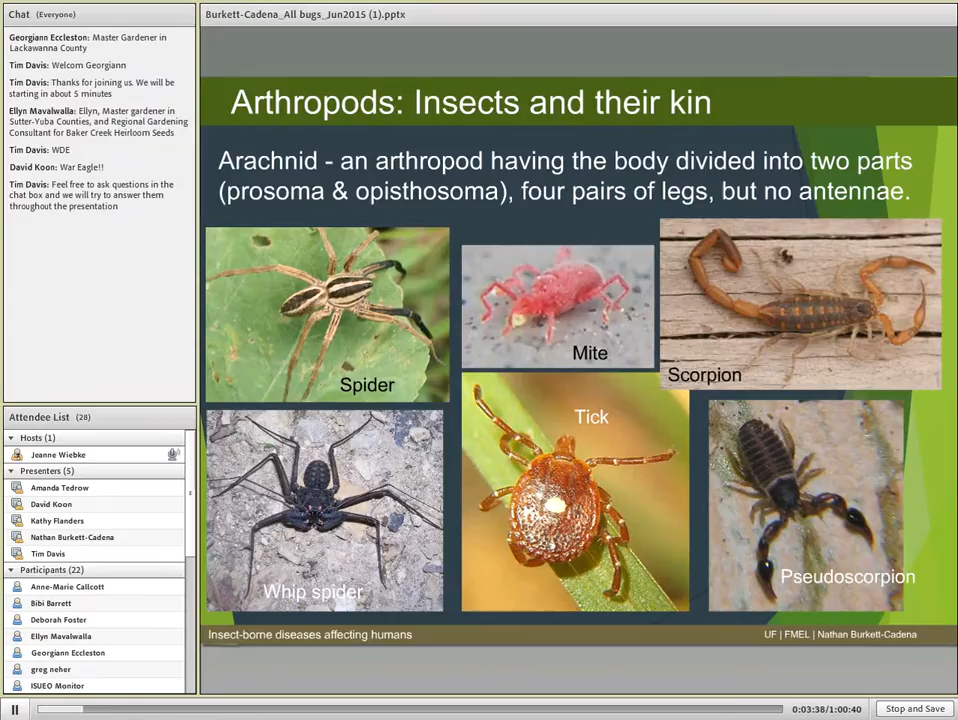 Chat (Everyone)
Georgiann Eccleston: Master Gardener in
Lackawanna County
Tim Davis: Welcom Georgiann
Tim Davis: Thanks for joining us. We will be
starting in about 5 minutes
Ellyn Mavalwalla: Ellyn, Master gardener in
Sutter-Yuba Counties, and Regional Gardening
Consultant for Baker Creek Heirloom Seeds
Tim Davis: WDE
David Koon: War Eagle!!
Tim Davis: Feel free to ask questions in the
chat box and we will try to answer them
throughout the presentation
Attendee List (28)
Hosts (1)
Jeanne Wiebke
Presenters (5)
Amanda Tedrow
David Koon
Kathy Flanders
Nathan Burkett-Cadena
Tim Davis
Participants (22)
Anne-Marie Callcott
Bibi Barrett
Deborah Foster
Ellyn Mavalwalla
Georgiann Eccleston
greg neher
ISUEO Monitor
Burkett-Cadena_All bugs_Jun2015 (1).pptx
Arthropods: Insects and their kin
Arachnid - an arthropod having the body divided into two parts
(prosoma & opisthosoma), four pairs of legs, but no antennae.
Spider
Mite
Scorpion
Whip spider
Tick
Pseudoscorpion
Insect-borne diseases affecting humans
UF | FMEL | Nathan Burkett-Cadena
0:03:38/1:00:40
Stop and Save